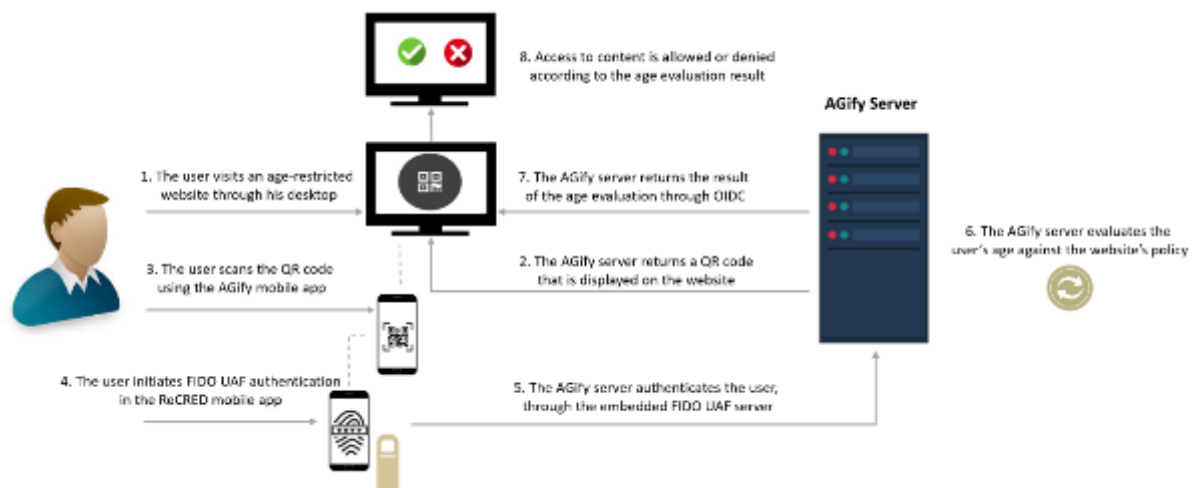 8. Access to content is allowed or denied
according to the age evaluation result
AGify Server
1. The user visits an age-restricted
website through his desktop
7. The AGify server returns the result
of the age evaluation through OIDC
6. The AGify server evaluates the
user's age against the website's policy
3. The user scans the QR code
using the AGify mobile app
2. The AGify server returns a QR code
that is displayed on the website
4. The user initiates FIDO UAF authentication
in the ReCRED mobile app
5. The AGify server authenticates the user,
through the embedded FIDO UAF server